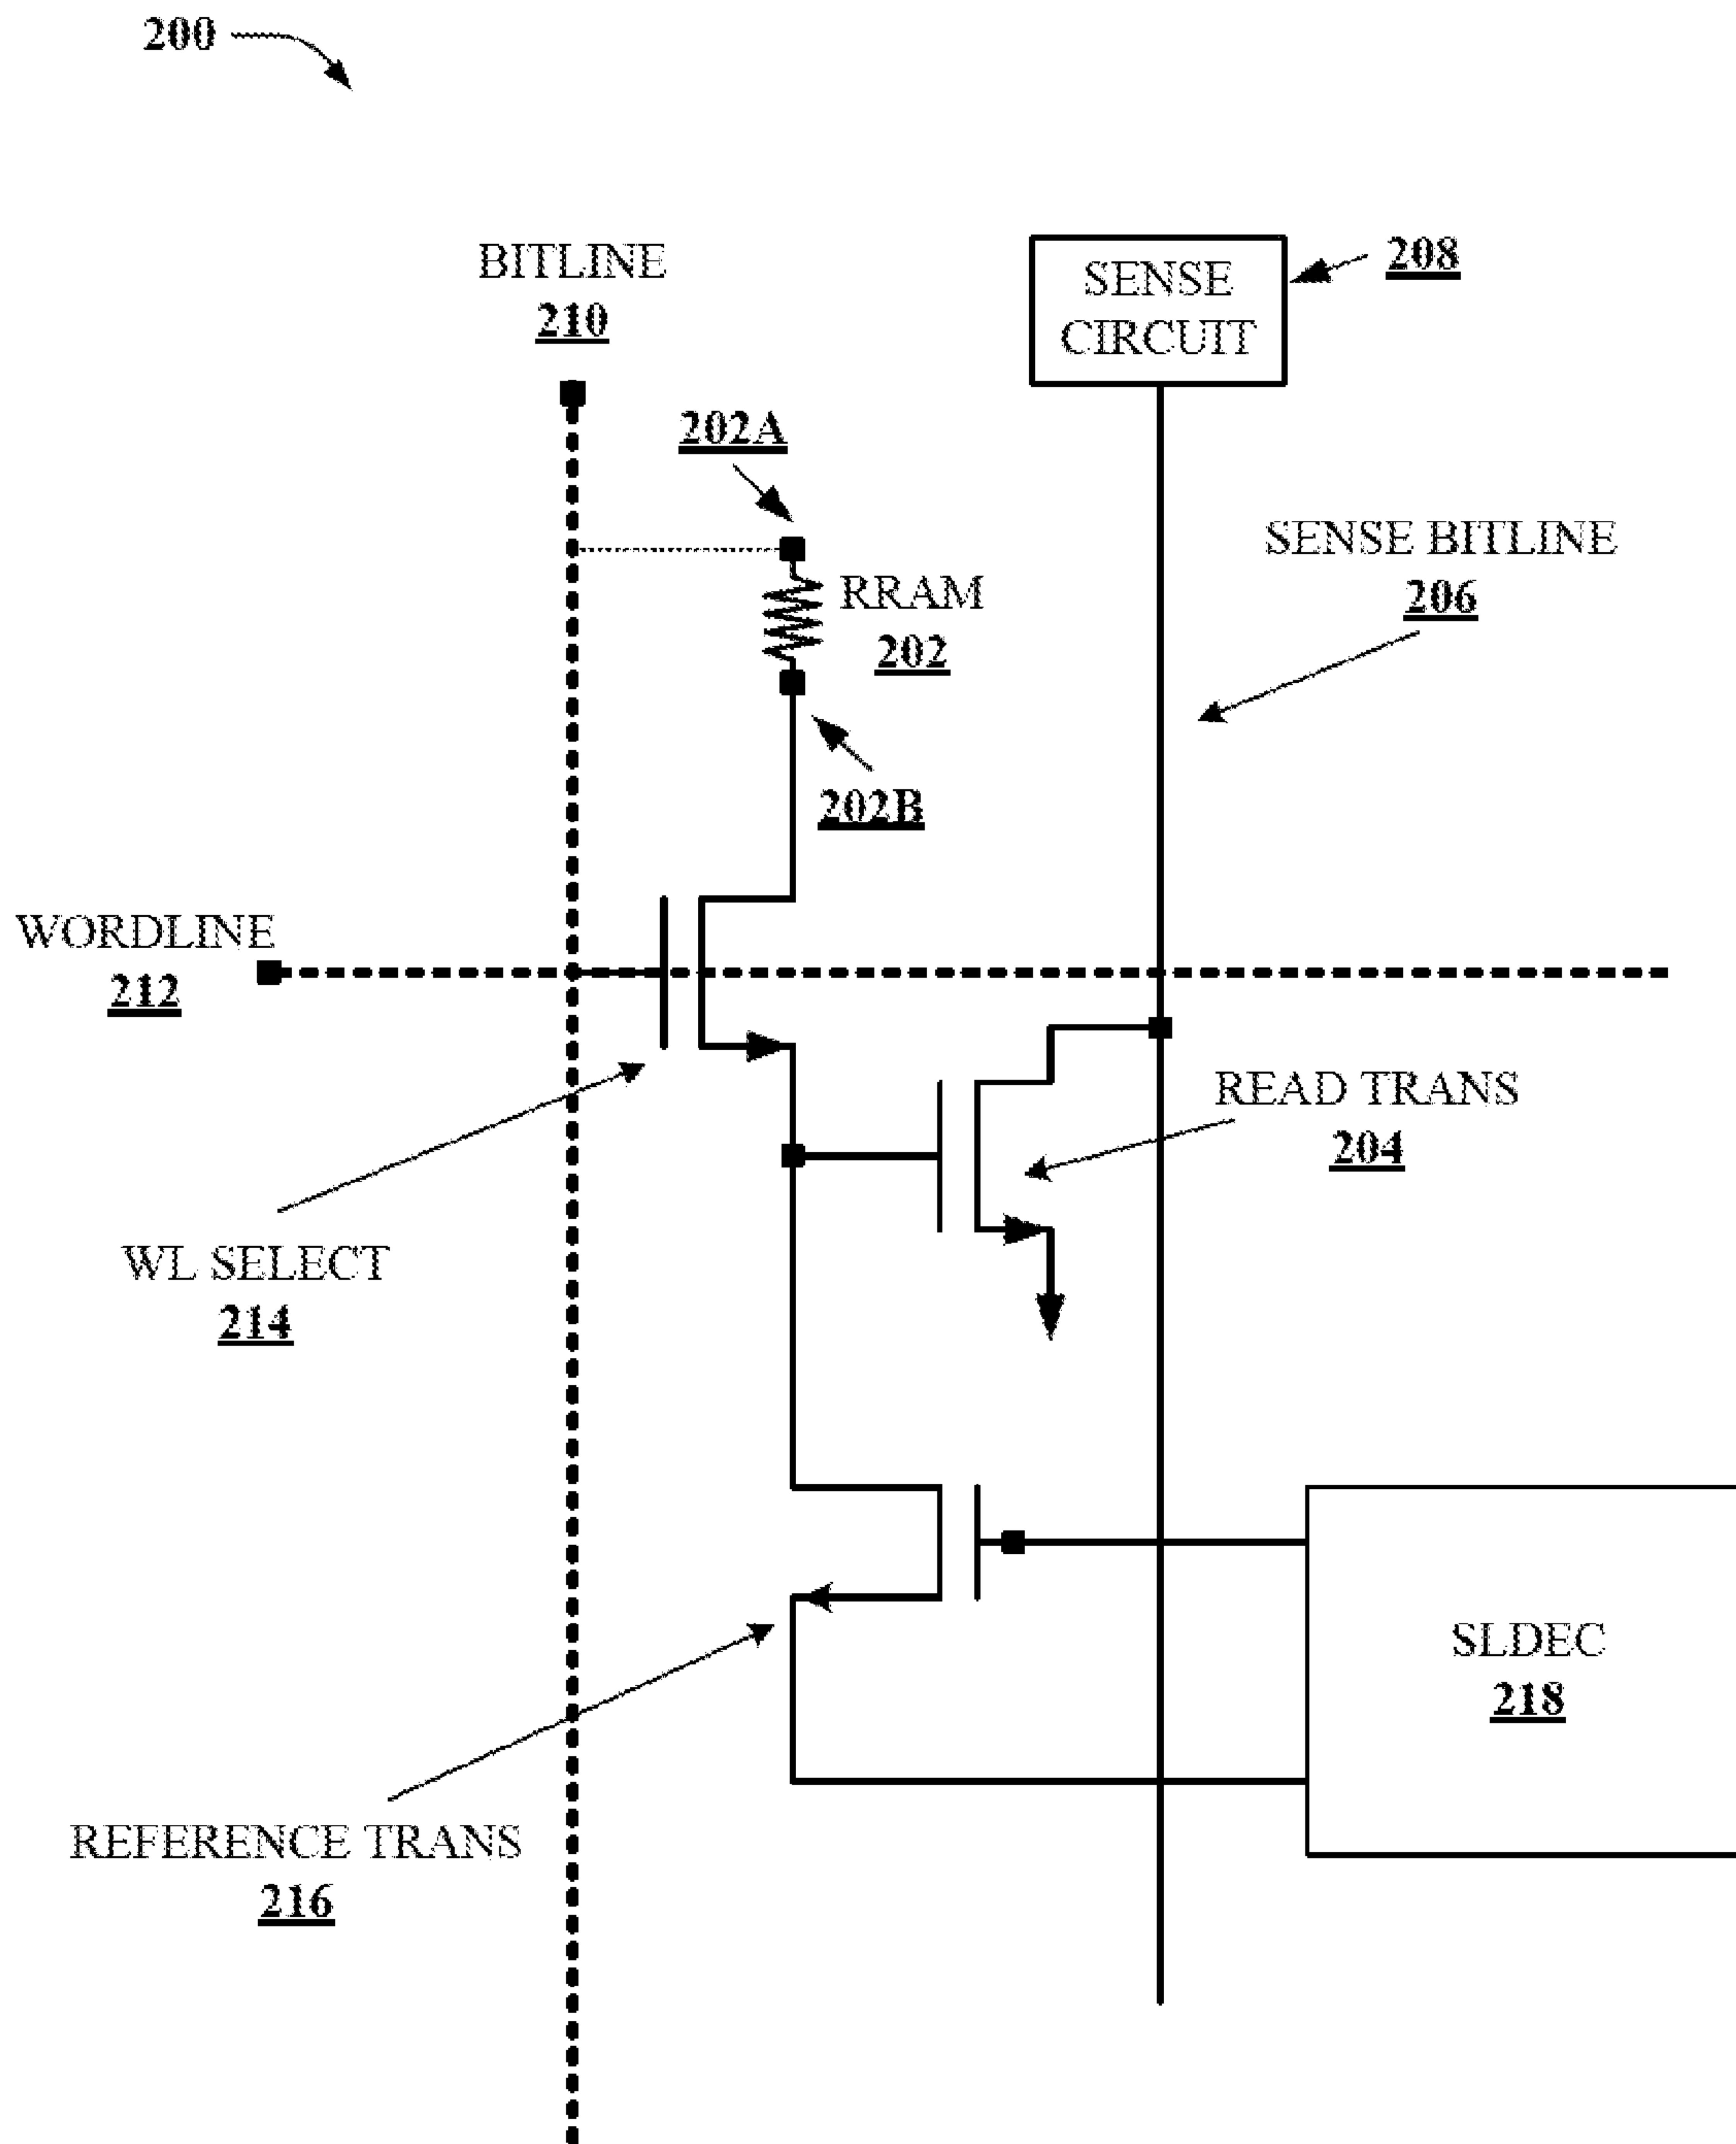 200
BITLINE
210
SENSE
CIRCUIT
208
202A
RRAM
202
202B
SENSE BITLINE
206
WORDLINE
212
READ TRANS
204
WL SELECT
214
SLDEC
218
REFERENCE TRANS
216